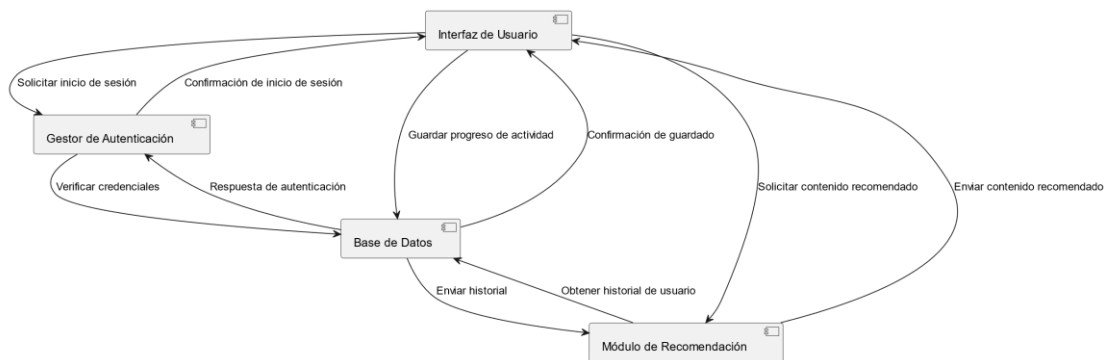 Interfaz de Usuario
Solicitar inicio de sesión
Confirmación de inicio de sesión
Gestor de Autenticación
Guardar progreso de actividad
Confirmación de guardado
Verificar credenciales
Respuesta de autenticación
Solicitar contenido recomendado
Enviar contenido recomendado
Base de Datos
Enviar historial
Obtener historial de usuario
Módulo de Recomendación